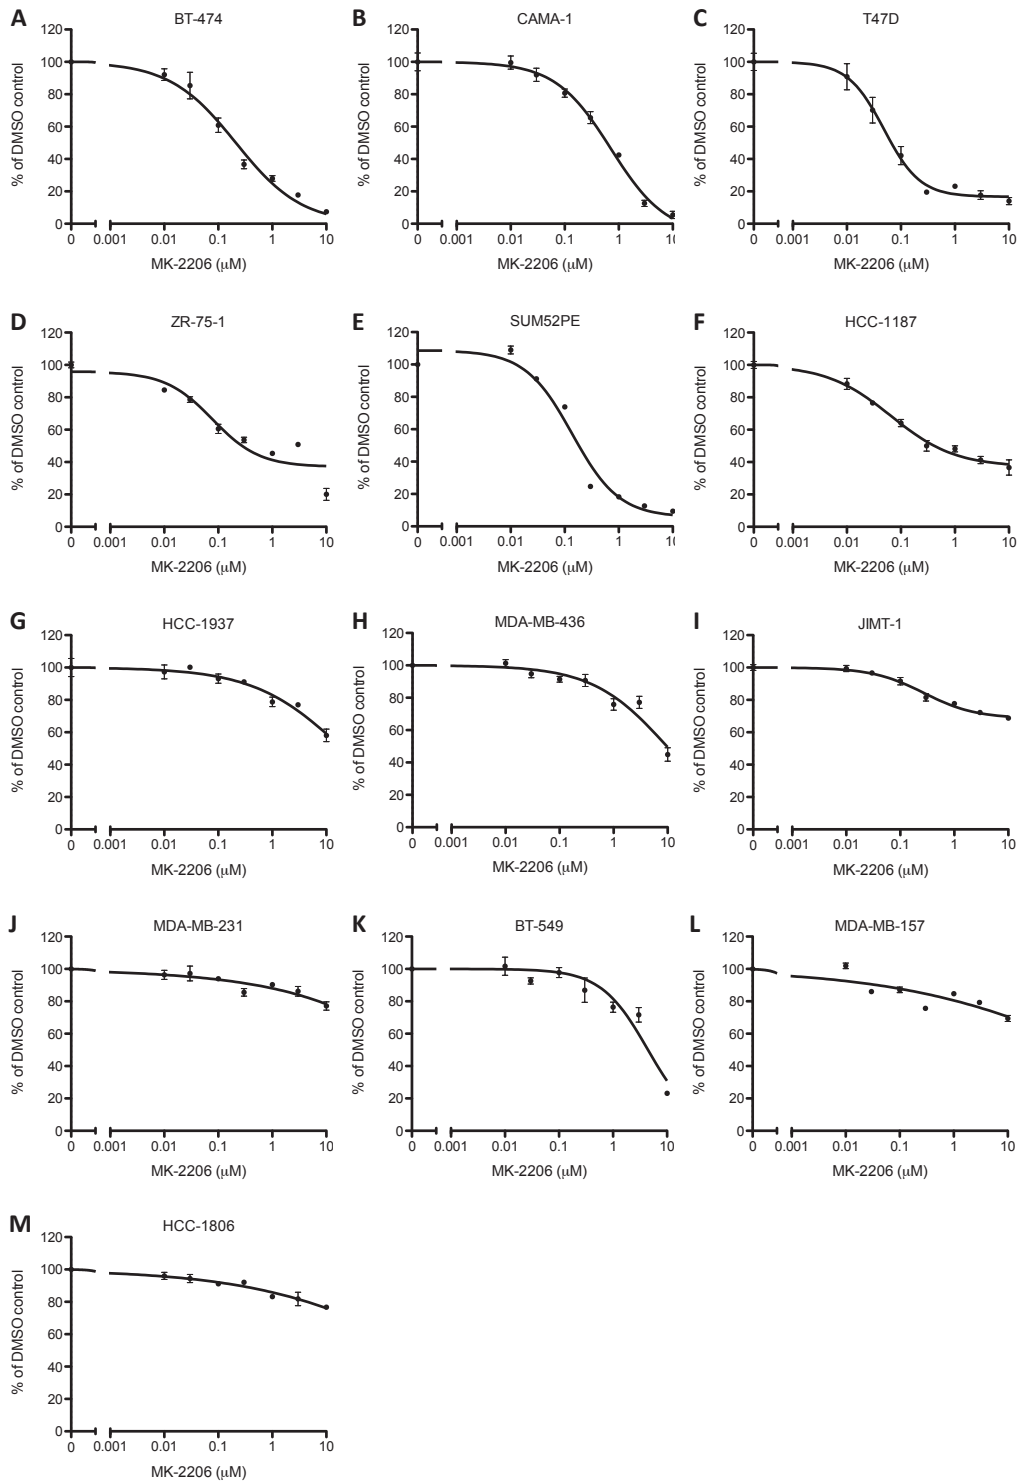 A
BT-474
% of DMSO control
120
100
80
60
40
20
0
0 0.001 0.01 0.1 1 10
MK-2206 (μM)
B
CAMA-1
% of DMSO control
120
100
80
60
40
20
0
0 0.001 0.01 0.1 1 10
MK-2206 (μM)
C
T47D
% of DMSO control
120
100
80
60
40
20
0
0 0.001 0.01 0.1 1 10
MK-2206 (μM)
D
ZR-75-1
% of DMSO control
120
100
80
60
40
20
0
0 0.001 0.01 0.1 1 10
MK-2206 (μM)
E
SUM52PE
% of DMSO control
120
100
80
60
40
20
0
0 0.001 0.01 0.1 1 10
MK-2206 (μM)
F
HCC-1187
% of DMSO control
120
100
80
60
40
20
0
0 0.001 0.01 0.1 1 10
MK-2206 (μM)
G
HCC-1937
% of DMSO control
120
100
80
60
40
20
0
0 0.001 0.01 0.1 1 10
MK-2206 (μM)
H
MDA-MB-436
% of DMSO control
120
100
80
60
40
20
0
0 0.001 0.01 0.1 1 10
MK-2206 (μM)
I
JIMT-1
% of DMSO control
120
100
80
60
40
20
0
0 0.001 0.01 0.1 1 10
MK-2206 (μM)
J
MDA-MB-231
% of DMSO control
120
100
80
60
40
20
0
0 0.001 0.01 0.1 1 10
MK-2206 (μM)
K
BT-549
% of DMSO control
120
100
80
60
40
20
0
0 0.001 0.01 0.1 1 10
MK-2206 (μM)
L
MDA-MB-157
% of DMSO control
120
100
80
60
40
20
0
0 0.001 0.01 0.1 1 10
MK-2206 (μM)
M
HCC-1806
% of DMSO control
120
100
80
60
40
20
0
0 0.001 0.01 0.1 1 10
MK-2206 (μM)